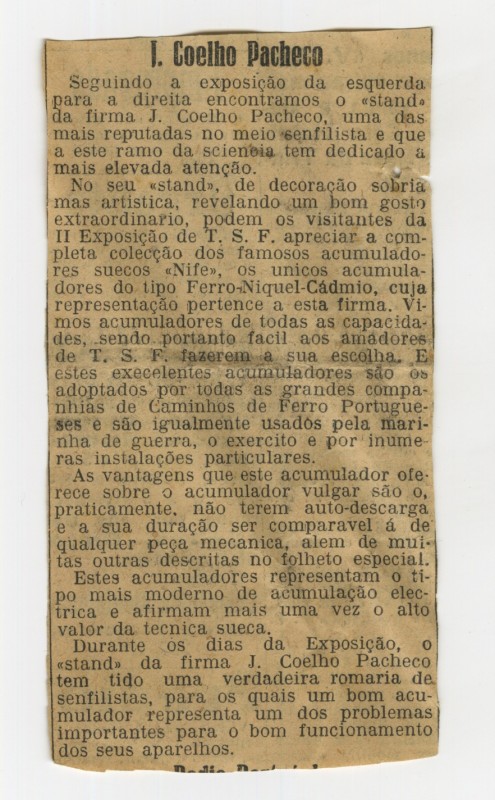 J. Coelho Pacheco
Seguindo a exposição da esquerda
para a direita encontramos o «stand»
da firma J. Coelho Pacheco, uma das
mais reputadas no meio senfilista e que
a este ramo da sciencia tem dedicado a
mais elevada atenção.
No seu «stand», de decoração sobria
mas artistica, revelando um bom gosto
extraordinario, podem os visitantes da
II Exposição de T. S. F. apreciar a com-
pleta colecção dos famosos acumulado-
res suecos «Nife», os unicos acumula-
dores do tipo Ferro-Niquel-Cádmio, cuja
representação pertence a esta firma. Vi-
mos acumuladores de todas as capacida-
des, sendo portanto facil aos amadores
de T. S. F. fazerem a sua escolha. E
estes execelentes acumuladores são os
adoptados por todas as grandes compa-
nhias de Caminhos de Ferro Portugue-
ses e são igualmente usados pela mari-
nha de guerra, o exercito e por inume-
ras instalações particulares.
As vantagens que este acumulador ofe-
rece sobre o acumulador vulgar são o,
praticamente, não terem auto-descarga
e a sua duração ser comparavel á de
qualquer peça mecanica, alem de mui-
tas outras descritas no folheto especial.
Estes acumuladores representam o ti-
po mais moderno de acumulação elec-
trica e afirmam mais uma vez o alto
valor da tecnica sueca.
Durante os dias da Exposição, o
«stand» da firma J. Coelho Pacheco
tem tido uma verdadeira romaria de
senfilistas, para os quais um bom acu-
mulador representa um dos problemas
importantes para o bom funcionamento
dos seus aparelhos.